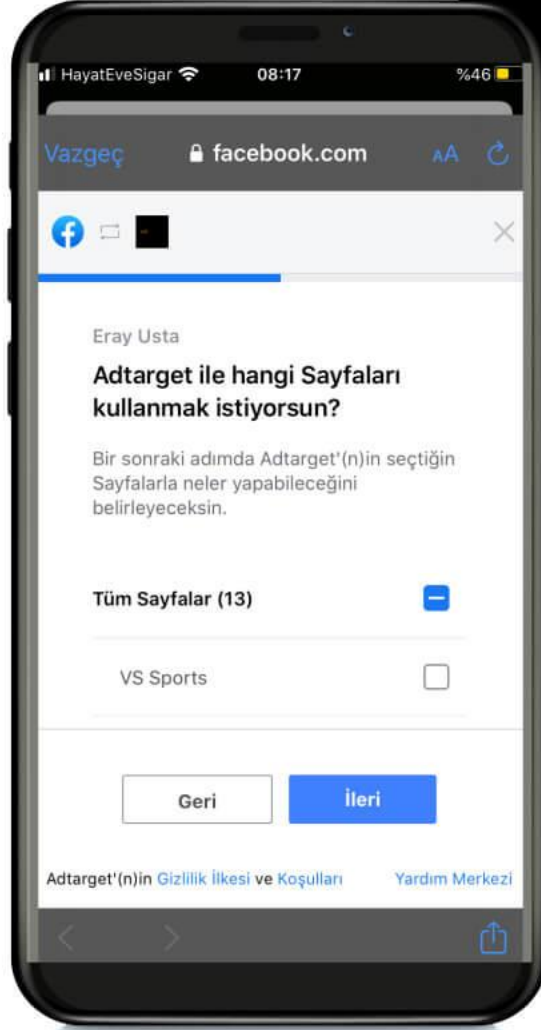 HayatEveSigar 08:17 %46
Vazgeç facebook.com AA
Eray Usta
Adtarget ile hangi Sayfaları
kullanmak istiyorsun?
Bir sonraki adımda Adtarget'(n)in seçtiğin
Sayfalarla neler yapabileceğini
belirleyeceksin.
Tüm Sayfalar (13)
VS Sports
Geri İleri
Adtarget'(n)in Gizlilik İlkesi ve Koşulları Yardım Merkezi